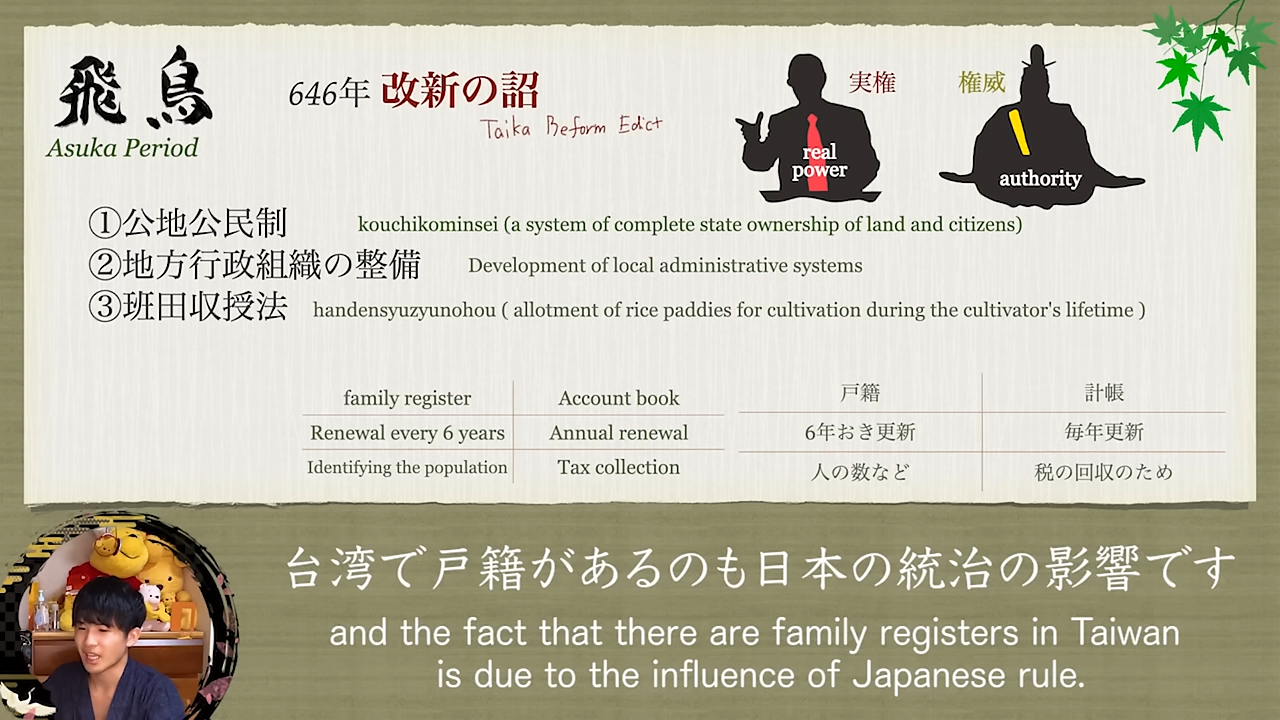 飛鳥
Asuka Period
646年 改新の詔
Taika Reform Edict
実権
real
power
権威
authority
①公地公民制 kouchikominsei (a system of complete state ownership of land and citizens)
②地方行政組織の整備 Development of local administrative systems
③班田収授法 handensyuzyunohou ( allotment of rice paddies for cultivation during the cultivator's lifetime )
family register Account book
Renewal every 6 years Annual renewal
Identifying the population Tax collection
戸籍 計帳
6年おき更新 毎年更新
人の数など 税の回収のため
台湾で戸籍があるのも日本の統治の影響です
and the fact that there are family registers in Taiwan
is due to the influence of Japanese rule.